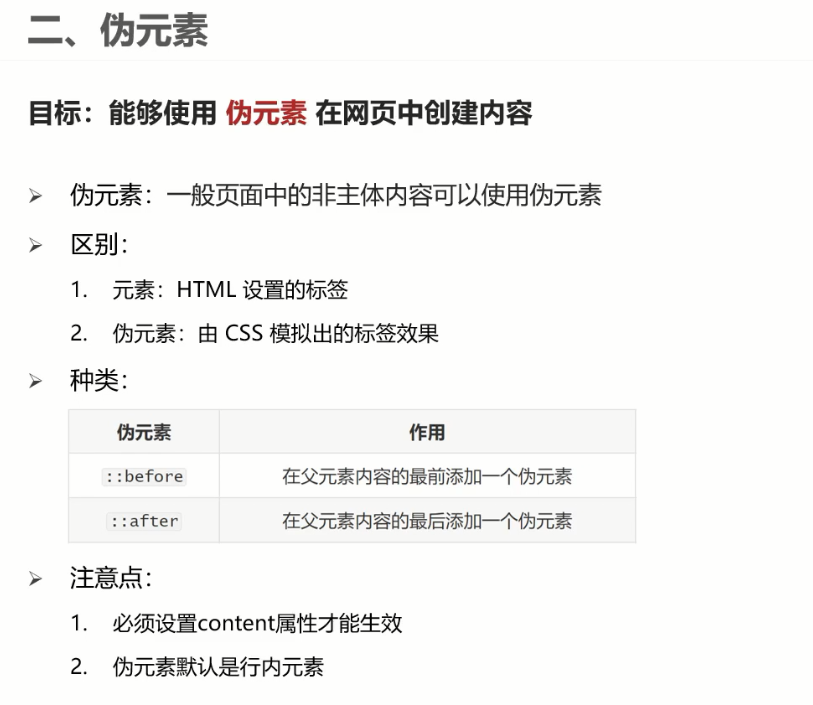 二、伪元素
目标：能够使用 伪元素 在网页中创建内容
伪元素：一般页面中的非主体内容可以使用伪元素
区别：
1. 元素：HTML 设置的标签
2. 伪元素：由 CSS 模拟出的标签效果
种类：
伪元素 作用
::before 在父元素内容的最前添加一个伪元素
::after 在父元素内容的最后添加一个伪元素
注意点：
1. 必须设置content属性才能生效
2. 伪元素默认是行内元素